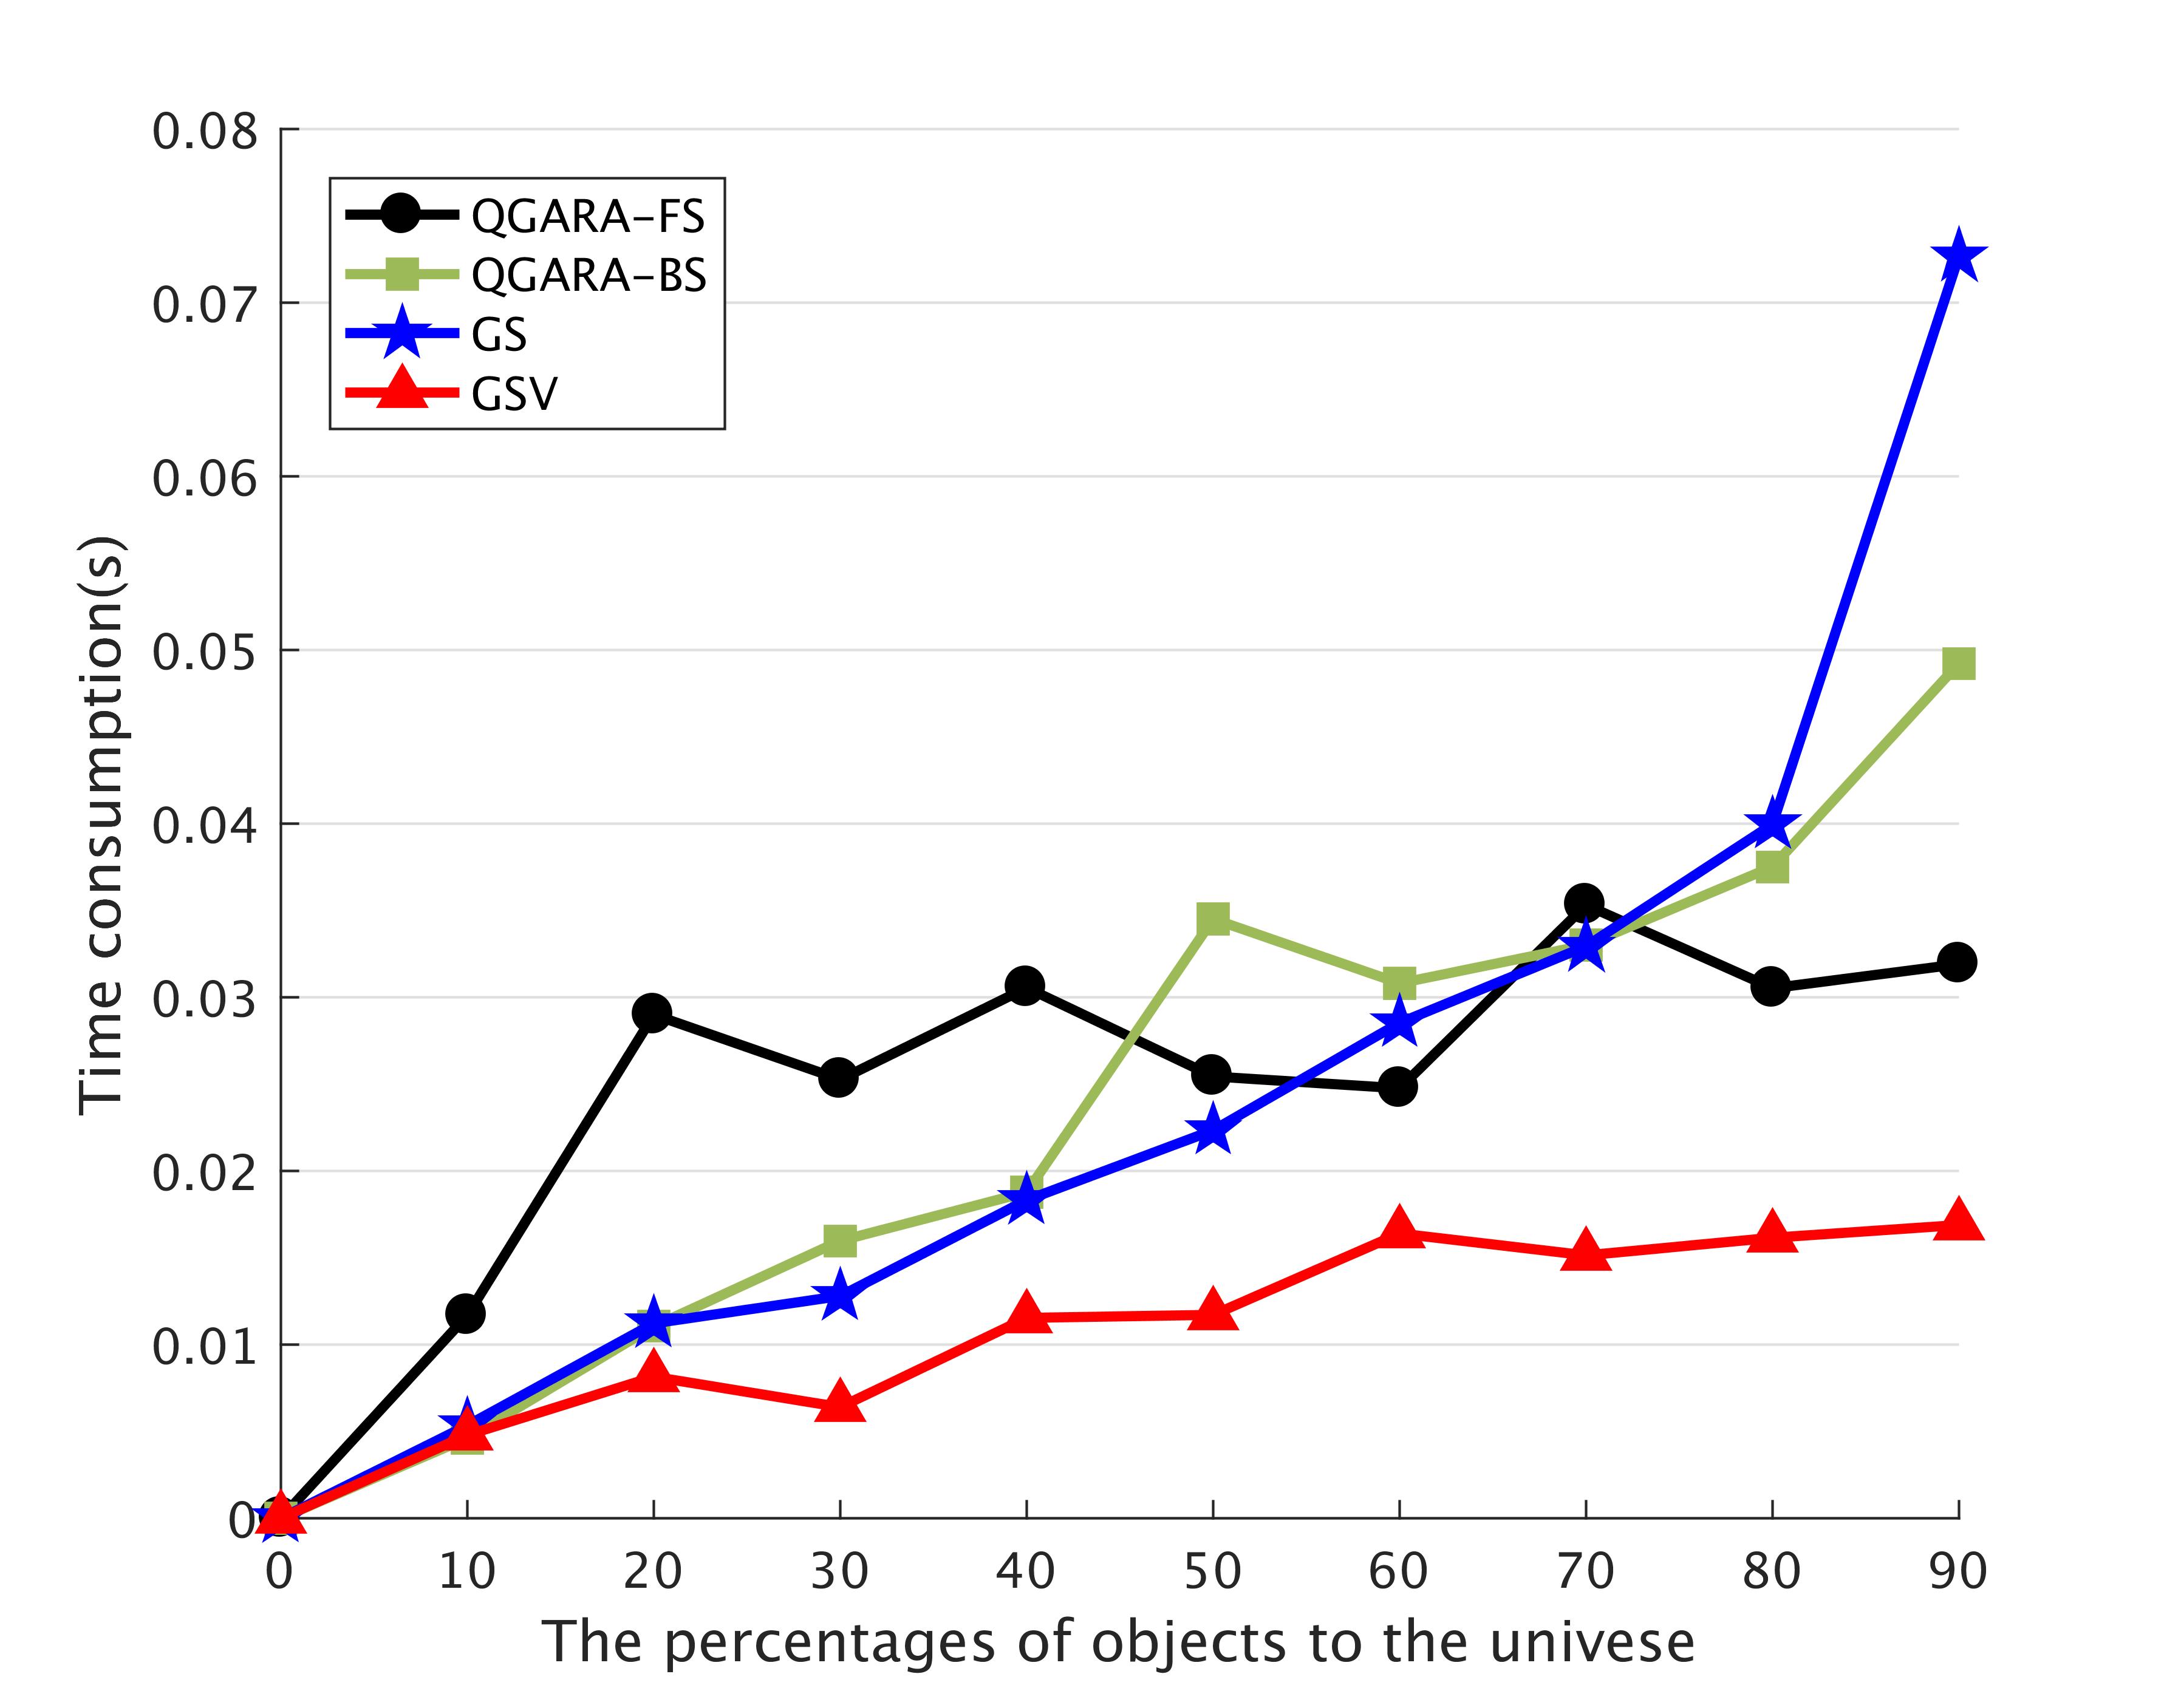 0.08
0.07
0.06
0.05
0.04
0.03
0.02
0.01
0
QGARA-FS
QGARA-BS
GS
GSV
Time consumption(s)
0 10 20 30 40 50 60 70 80 90
The percentages of objects to the univese